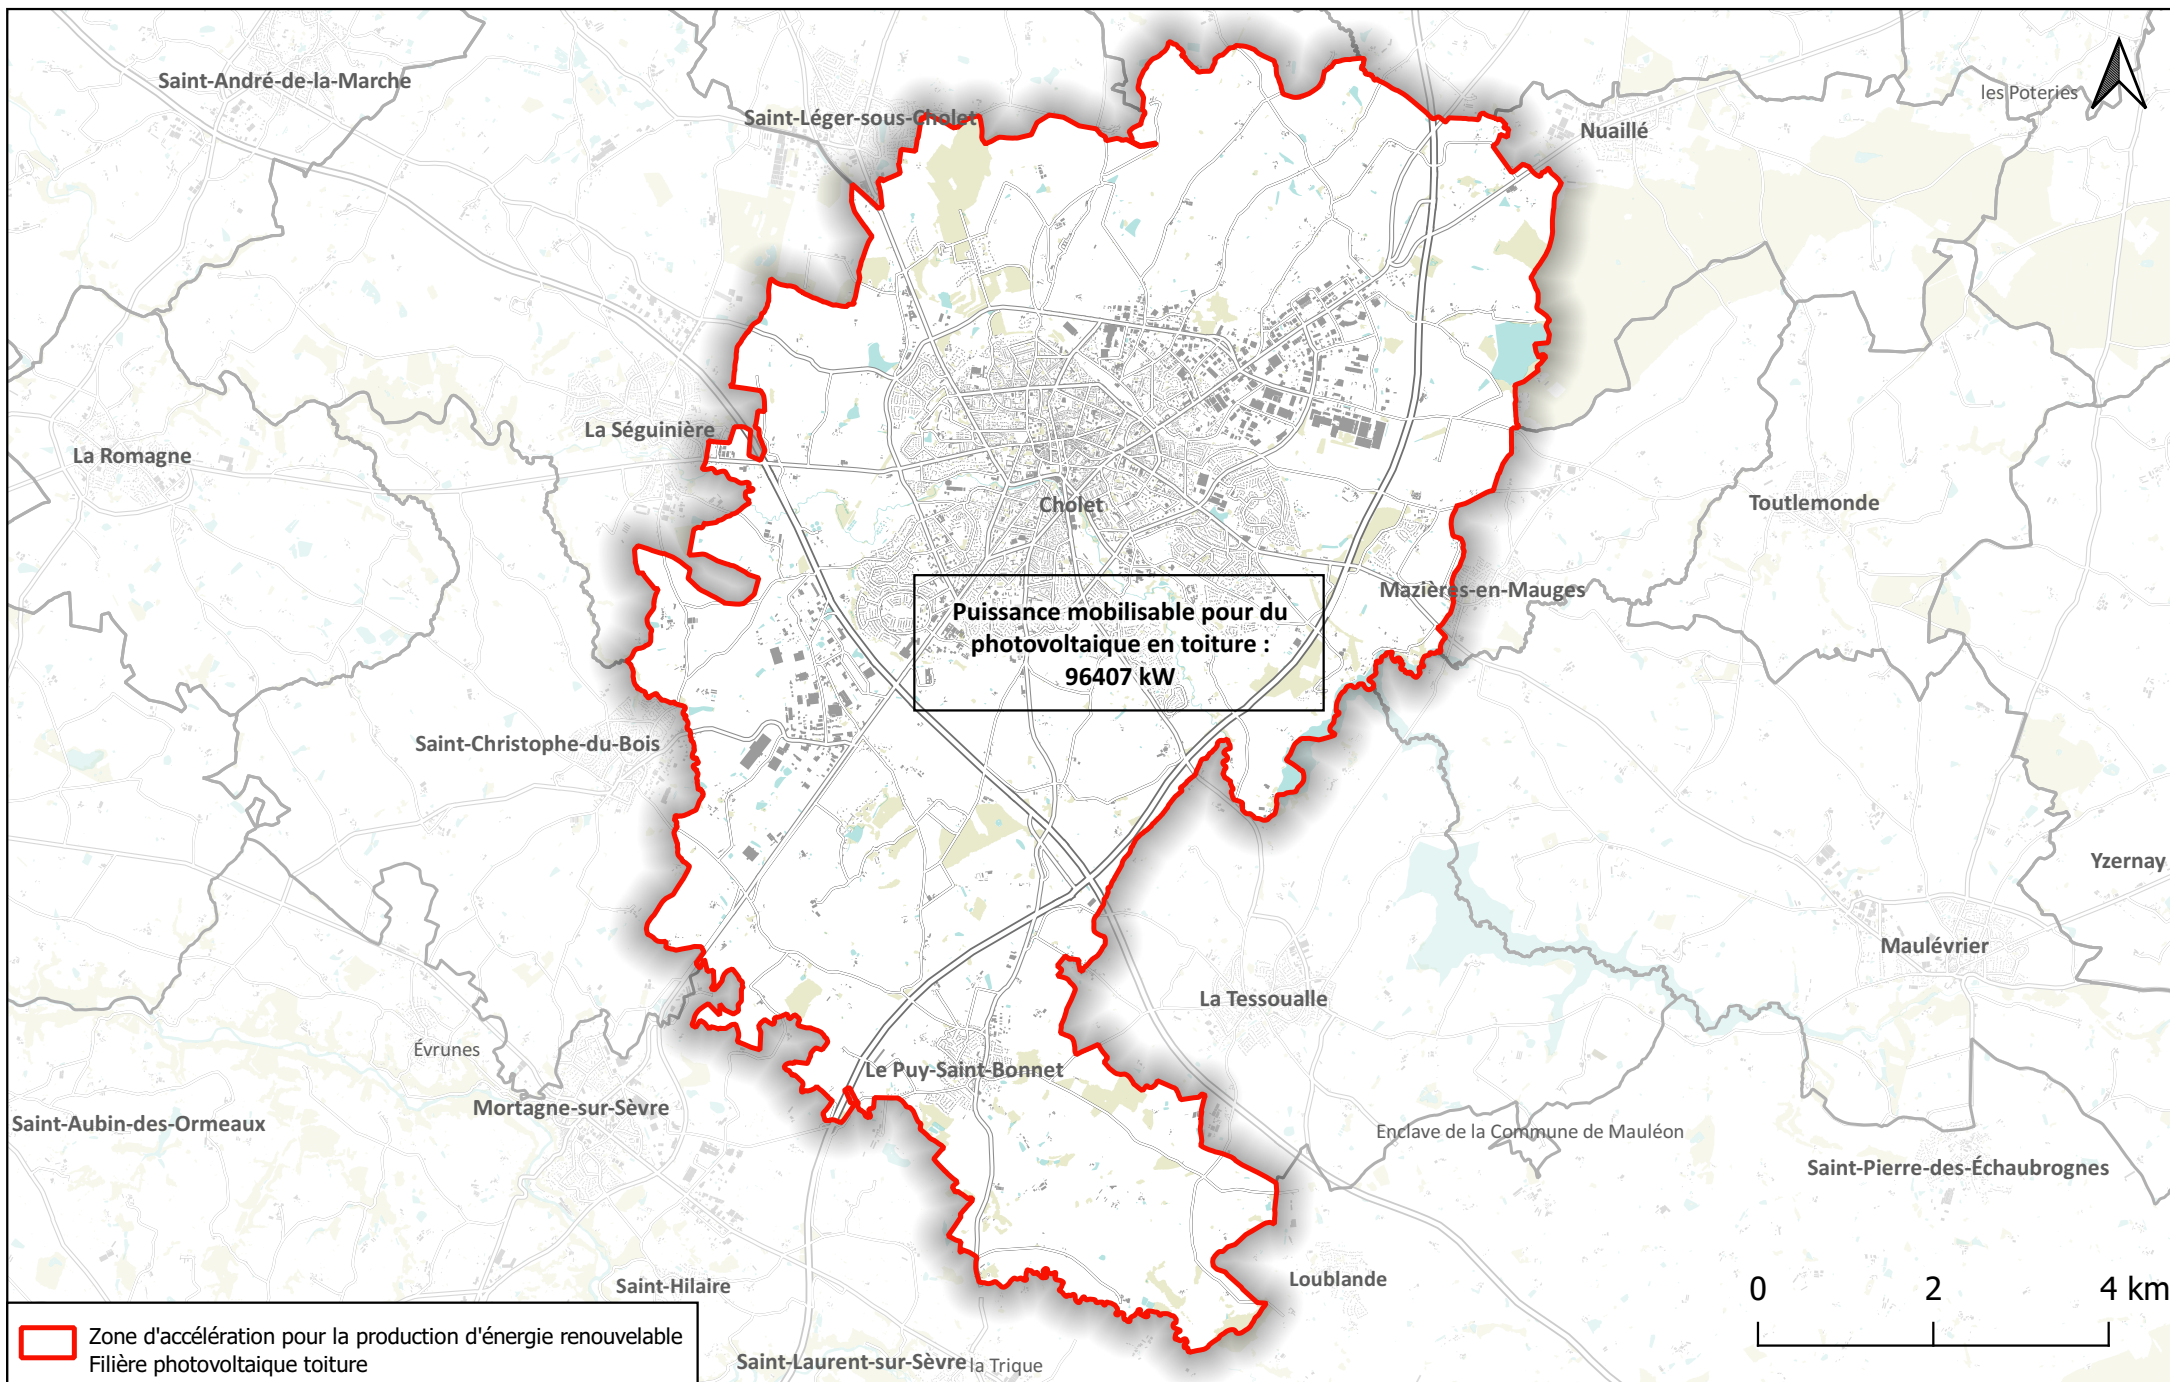 Saint-André-de-la-Marche
les Poteries
Saint-Léger-sous-Cholet
Nuaillé
La Séguinière
La Romagne
Cholet
Toutlemonde
Mazières-en-Mauges
Puissance mobilisable pour du
photovoltaique en toiture :
96407 kW
Saint-Christophe-du-Bois
Yzernay
Maulévrier
La Tessoualle
Évrunes
Le Puy-Saint-Bonnet
Mortagne-sur-Sèvre
Saint-Aubin-des-Ormeaux
Enclave de la Commune de Mauléon
Saint-Pierre-des-Échaubrognes
Saint-Hilaire
Loublande
0 2 4 km
Zone d'accélération pour la production d'énergie renouvelable
Filière photovoltaique toiture
Saint-Laurent-sur-Sèvre
la Trique